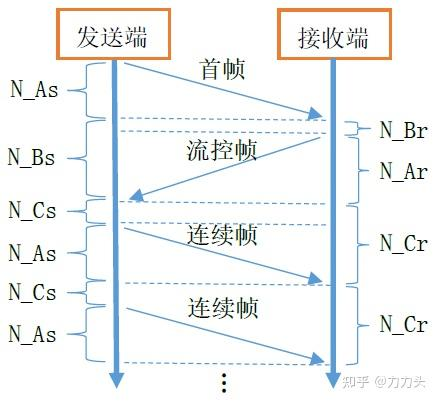 发送端
接收端
首帧
N_As
N_Br
N_Bs
流控帧
N_Ar
N_Cs
连续帧
N_As
N_Cr
N_Cs
连续帧
N_As
N_Cr
知乎 @力力头